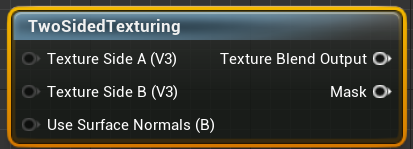 TwoSidedTexturing
Texture Side A (V3) Texture Blend Output
Texture Side B (V3) Mask
Use Surface Normals (B)